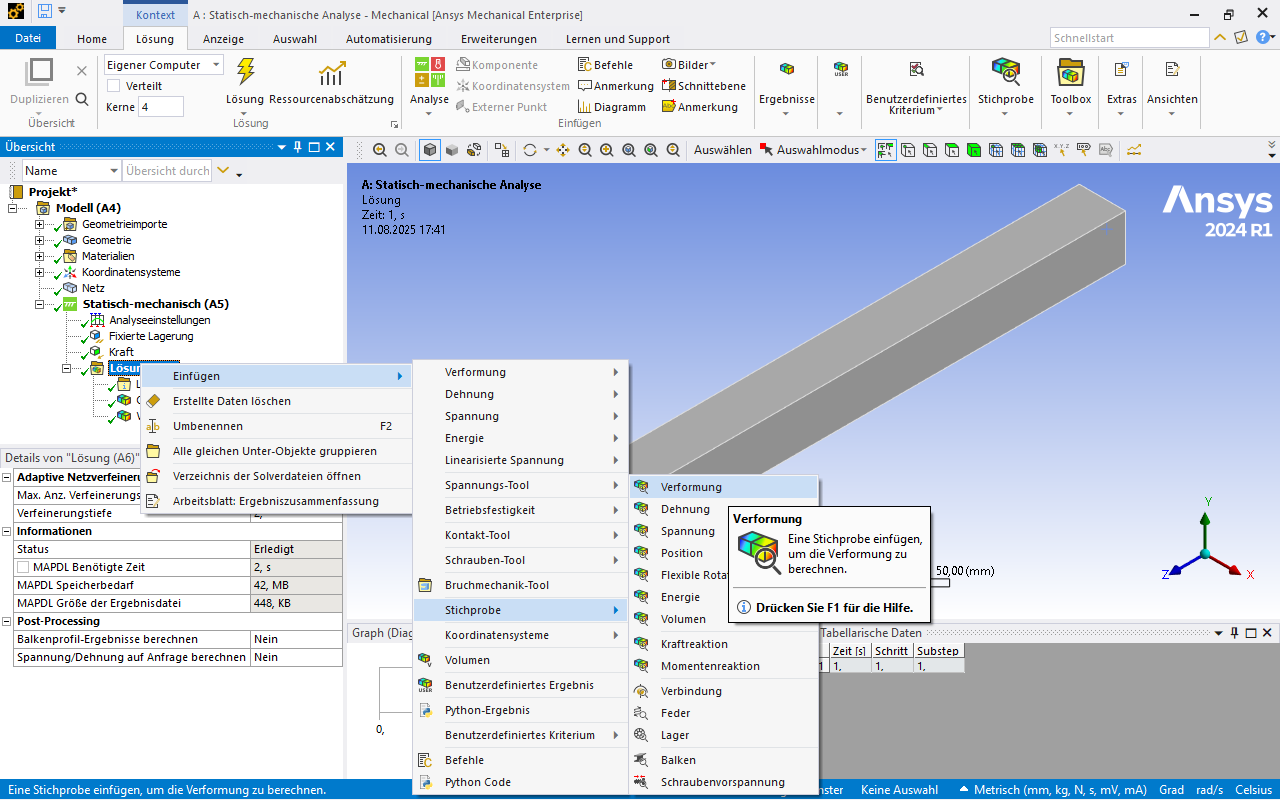 Kontext
A : Statisch-mechanische Analyse - Mechanical [Ansys Mechanical Enterprise]
Datei
Home
Lösung
Anzeige
Auswahl
Automatisierung
Erweiterungen
Lernen und Support
Schnellstart
Duplizieren
Übersicht
Eigener Computer
Verteilt
Kerne 4
Lösung
Ressourcenabschätzung
Lösung
Analyse
Komponente
Koordinatensystem
Externer Punkt
Befehle
Anmerkung
Diagramm
Bilder
Schnittebene
Anmerkung
Einfügen
Ergebnisse
USER
Benutzerdefiniertes
Kriterium
Stichprobe
Toolbox
Extras
Ansichten
Übersicht
Name
Übersicht durch
Auswählen
Auswahlmodus
Projekt*
Modell (A4)
Geometrieimporte
Geometrie
Materialien
Koordinatensysteme
Netz
Statisch-mechanisch (A5)
Analyseeinstellungen
Fixierte Lagerung
Kraft
A: Statisch-mechanische Analyse
Lösung
Zeit: 1, s
11.08.2025 17:41
Ansys
2024 R1
Einfügen
Erstellte Daten löschen
Umbenennen F2
Alle gleichen Unter-Objekte gruppieren
Verzeichnis der Solverdateien öffnen
Arbeitsblatt: Ergebniszusammenfassung
Verformung
Dehnung
Spannung
Energie
Linearisierte Spannung
Spannungs-Tool
Betriebsfestigkeit
Kontakt-Tool
Schrauben-Tool
Bruchmechanik-Tool
Stichprobe
Koordinatensysteme
Volumen
Benutzerdefiniertes Ergebnis
Python-Ergebnis
Benutzerdefiniertes Kriterium
Befehle
Python Code
Verformung
Dehnung
Spannung
Position
Flexible
Energie
Volumen
Kraftreaktion
Momentenreaktion
Verbindung
Feder
Lager
Balken
Schraubenvorspannung
Verformung
Eine Stichprobe einfügen,
um die Verformung zu
berechnen.
Drücken Sie F1 für die Hilfe.
50,00 (mm)
Y
Z
X
Details von "Lösung (A6)"
Adaptive
Max. Anz.
Verfeinerungstiefe 2,
Informationen
Status Erledigt
MAPDL Benötigte Zeit 2, s
MAPDL Speicherbedarf 42, MB
MAPDL Größe der Ergebnisdatei 448, KB
Post-Processing
Balkenprofil-Ergebnisse berechnen Nein
Spannung/Dehnung auf Anfrage berechnen Nein
Graph
0,
Tabellarische Daten
Zeit [s] Schritt Substep
1 1, 1, 1,
Eine Stichprobe einfügen, um die Verformung zu berechnen.
Keine Auswahl
Metrisch (mm, kg, N, s, mV, mA)
Grad
rad/s
Celsius